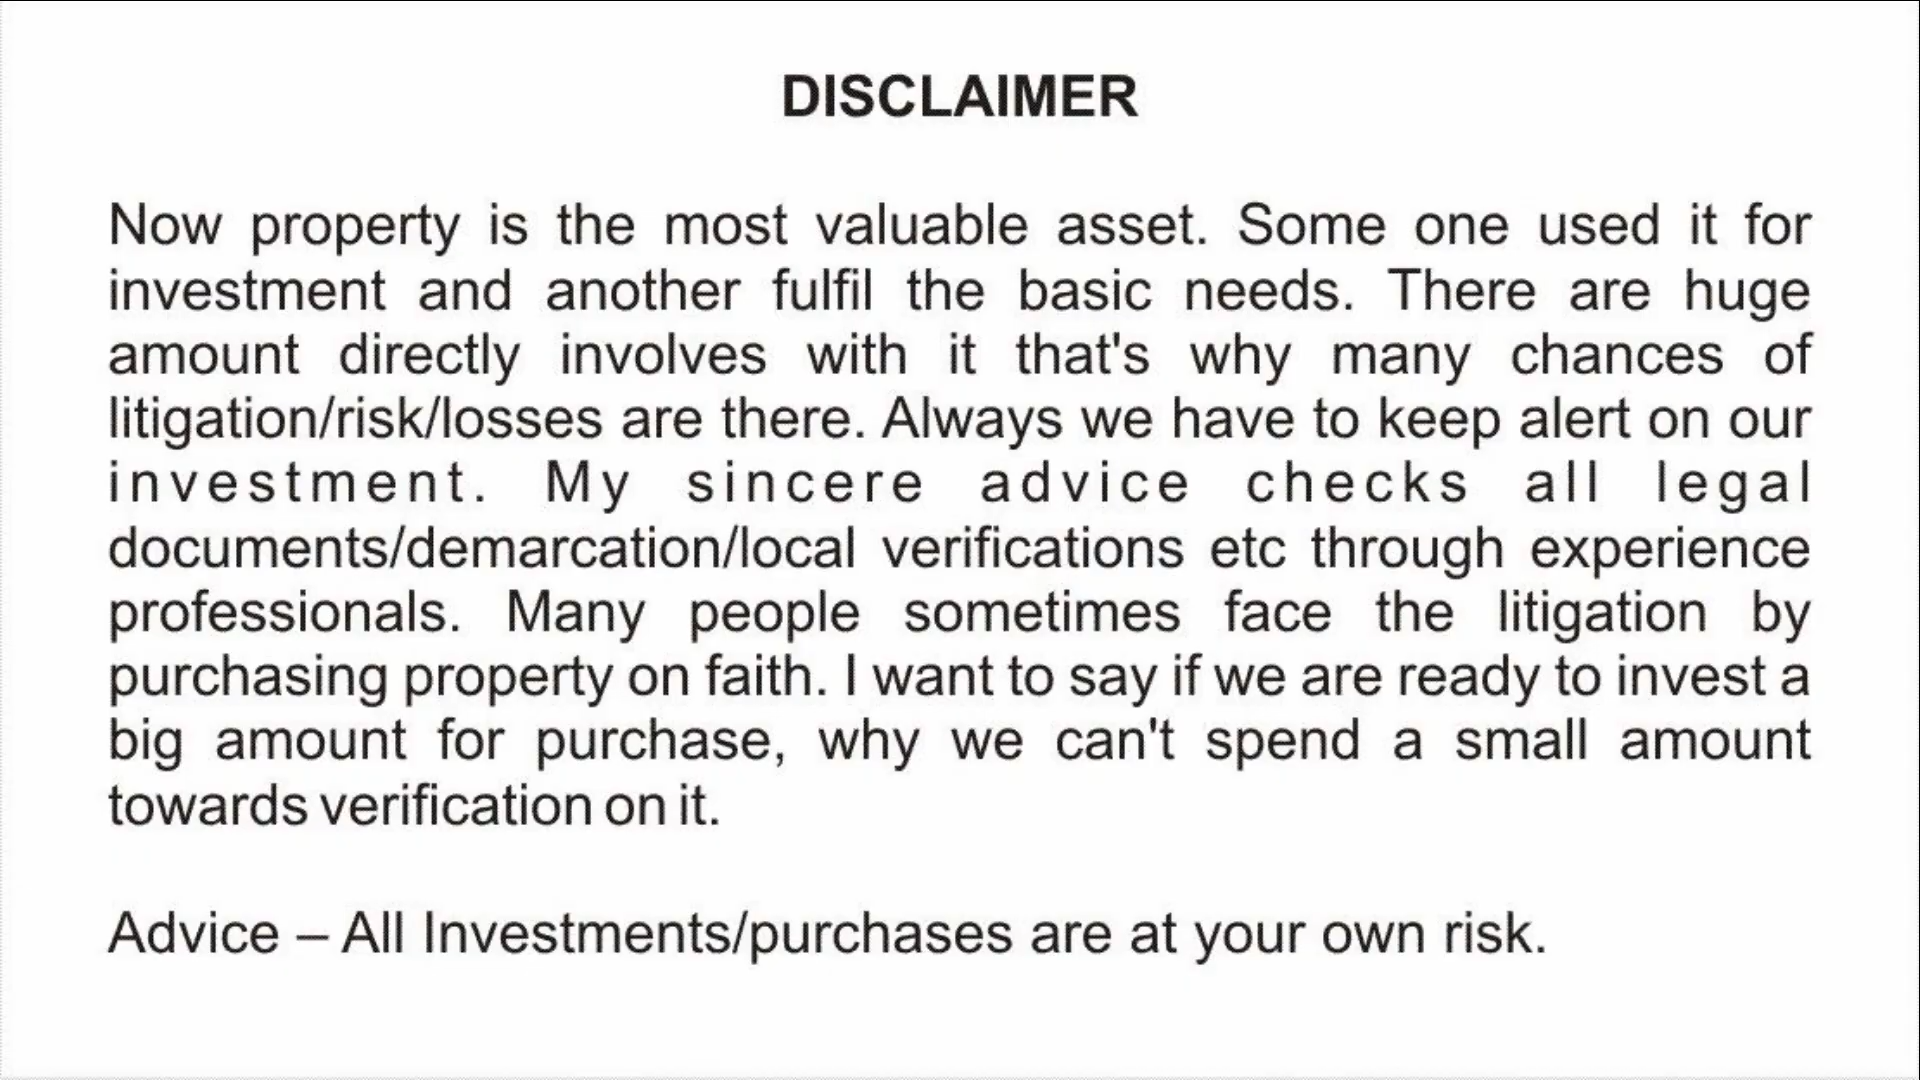 DISCLAIMER
Now property is the most valuable asset. Some one used it for
investment and another fulfil the basic needs. There are huge
amount directly involves with it that's why many chances of
litigation/risk/losses are there. Always we have to keep alert on our
investment. My sincere advice checks all legal
documents/demarcation/local verifications etc through experience
professionals. Many people sometimes face the litigation by
purchasing property on faith. I want to say if we are ready to invest a
big amount for purchase, why we can't spend a small amount
towards verification on it.
Advice – All Investments/purchases are at your own risk.